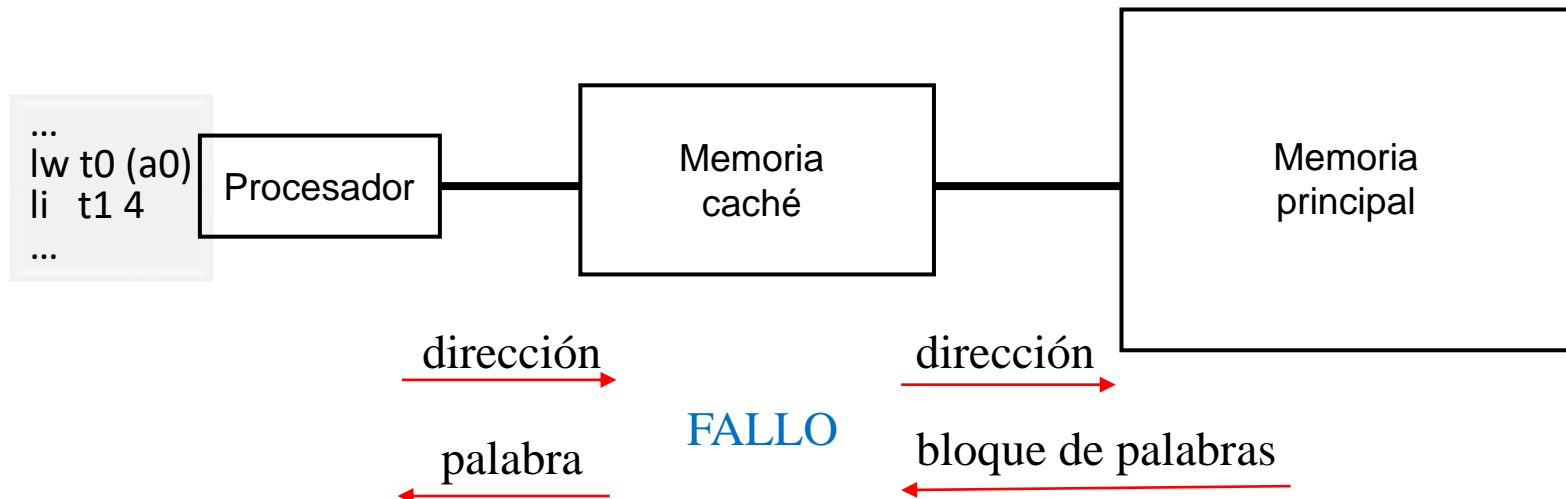 ...
lw t0 (a0)
li t1 4
...
Procesador
Memoria
caché
Memoria
principal
dirección
dirección
FALLO
palabra
bloque de palabras